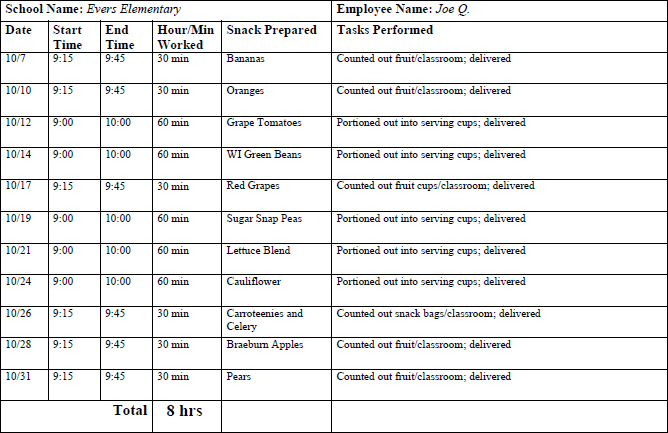 School Name: Evers Elementary Employee Name: Joe Q.
Date Start Time End Time Hour/Min Worked Snack Prepared Tasks Performed
10/7 9:15 9:45 30 min Bananas Counted out fruit/classroom; delivered
10/10 9:15 9:45 30 min Oranges Counted out fruit/classroom; delivered
10/12 9:00 10:00 60 min Grape Tomatoes Portioned out into serving cups; delivered
10/14 9:00 10:00 60 min WI Green Beans Portioned out into serving cups; delivered
10/17 9:15 9:45 30 min Red Grapes Counted out fruit cups/classroom; delivered
10/19 9:00 10:00 60 min Sugar Snap Peas Portioned out into serving cups; delivered
10/21 9:00 10:00 60 min Lettuce Blend Portioned out into serving cups; delivered
10/24 9:00 10:00 60 min Cauliflower Portioned out into serving cups; delivered
10/26 9:15 9:45 30 min Carroteenies and Celery Counted out snack bags/classroom; delivered
10/28 9:15 9:45 30 min Braeburn Apples Counted out fruit/classroom; delivered
10/31 9:15 9:45 30 min Pears Counted out fruit/classroom; delivered
Total 8 hrs